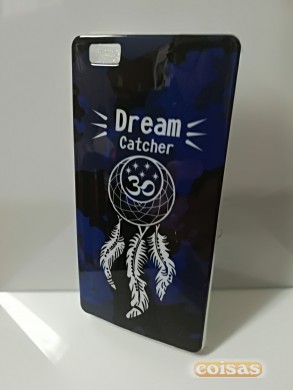 Dream
Catcher
ૐ
coisas